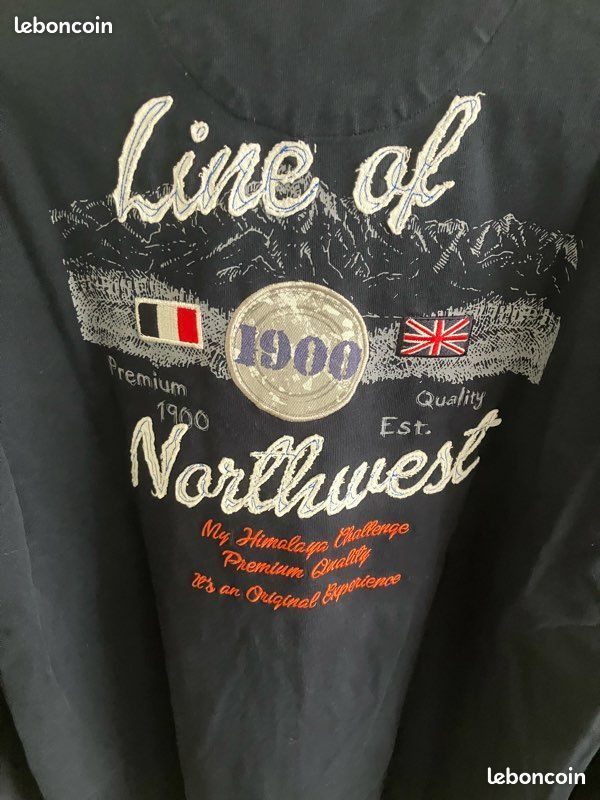 leboncoin
Line of
1900
Premium
1900
Quality
Est.
Northwest
My Himalaya Challenge
Premium Quality
It's an Original Experience
leboncoin